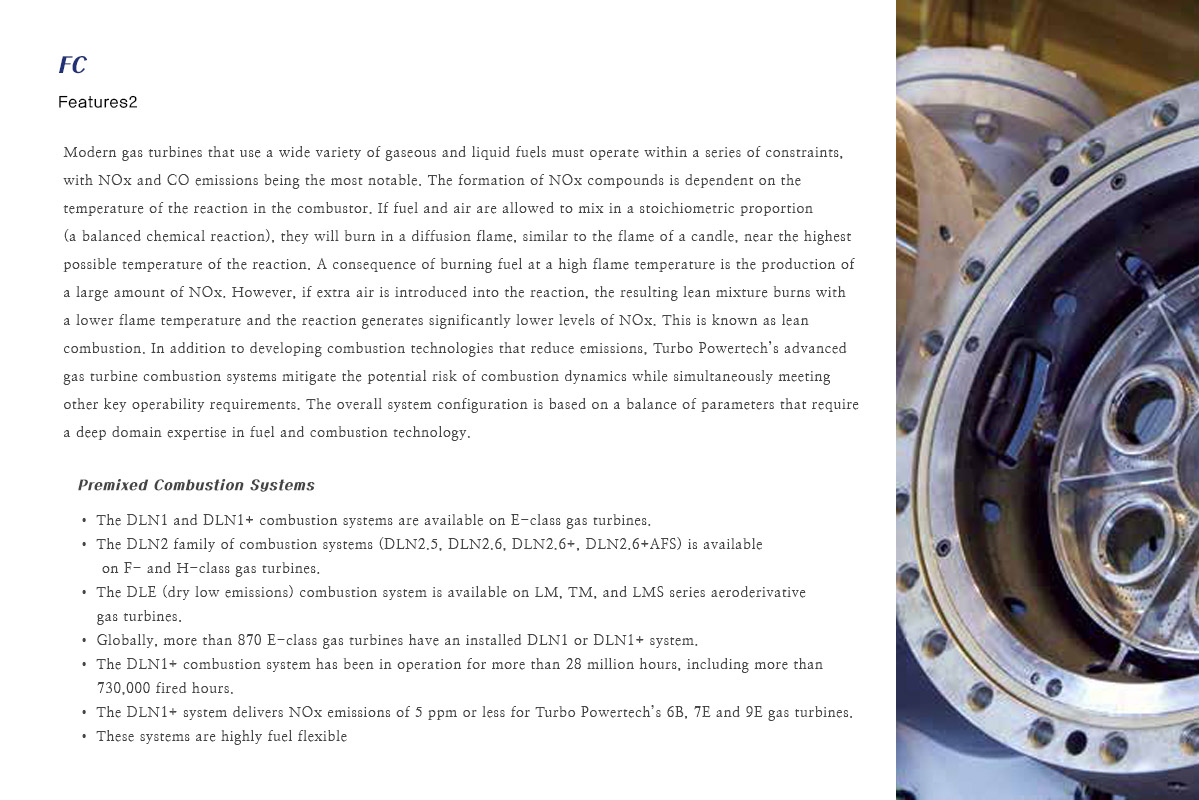 FC
Features2
Modern gas turbines that use a wide variety of gaseous and liquid fuels must operate within a series of constraints,
with NOx and CO emissions being the most notable. The formation of NOx compounds is dependent on the
temperature of the reaction in the combustor. If fuel and air are allowed to mix in a stoichiometric proportion
(a balanced chemical reaction), they will burn in a diffusion flame, similar to the flame of a candle, near the highest
possible temperature of the reaction. A consequence of burning fuel at a high flame temperature is the production of
a large amount of NOx. However, if extra air is introduced into the reaction, the resulting lean mixture burns with
a lower flame temperature and the reaction generates significantly lower levels of NOx. This is known as lean
combustion. In addition to developing combustion technologies that reduce emissions, Turbo Powertech's advanced
gas turbine combustion systems mitigate the potential risk of combustion dynamics while simultaneously meeting
other key operability requirements. The overall system configuration is based on a balance of parameters that require
a deep domain expertise in fuel and combustion technology.
Premixed Combustion Systems
• The DLN1 and DLN1+ combustion systems are available on E-class gas turbines.
• The DLN2 family of combustion systems (DLN2.5, DLN2.6, DLN2.6+, DLN2.6+AFS) is available
on F- and H-class gas turbines.
• The DLE (dry low emissions) combustion system is available on LM, TM, and LMS series aeroderivative
gas turbines.
• Globally, more than 870 E-class gas turbines have an installed DLN1 or DLN1+ system.
• The DLN1+ combustion system has been in operation for more than 28 million hours, including more than
730,000 fired hours.
• The DLN1+ system delivers NOx emissions of 5 ppm or less for Turbo Powertech's 6B, 7E and 9E gas turbines.
• These systems are highly fuel flexible